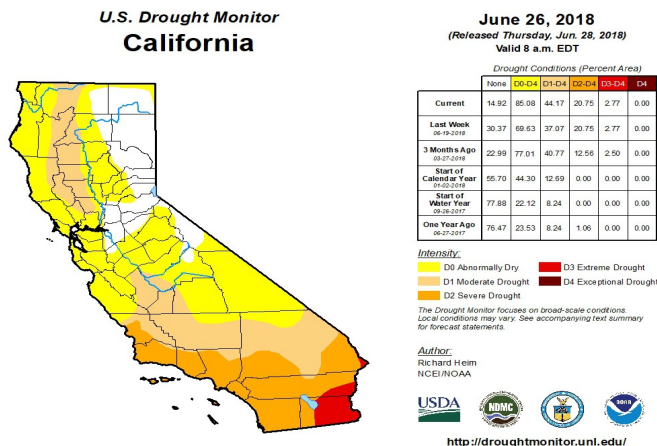 U.S. Drought Monitor
California
June 26, 2018
(Released Thursday, Jun. 28, 2018)
Valid 8 a.m. EDT
Drought Conditions (Percent Area)
None D0-D4 D1-D4 D2-D4 D3-D4 D4
Current 14.92 85.08 44.17 20.75 2.77 0.00
Last Week 30.37 69.63 37.07 20.75 2.77 0.00
06-19-2018
3 Months Ago 22.99 77.01 40.77 12.56 2.50 0.00
03-27-2018
Start of
Calendar Year 55.70 44.30 12.69 0.00 0.00 0.00
01-02-2018
Start of
Water Year 77.88 22.12 8.24 0.00 0.00 0.00
09-26-2017
One Year Ago 76.47 23.53 8.24 1.06 0.00 0.00
06-27-2017
Intensity:
D0 Abnormally Dry D3 Extreme Drought
D1 Moderate Drought D4 Exceptional Drought
D2 Severe Drought
The Drought Monitor focuses on broad-scale conditions.
Local conditions may vary. See accompanying text summary
for forecast statements.
Author:
Richard Heim
NCEI/NOAA
USDA NDMC NOAA
http://droughtmonitor.unl.edu/